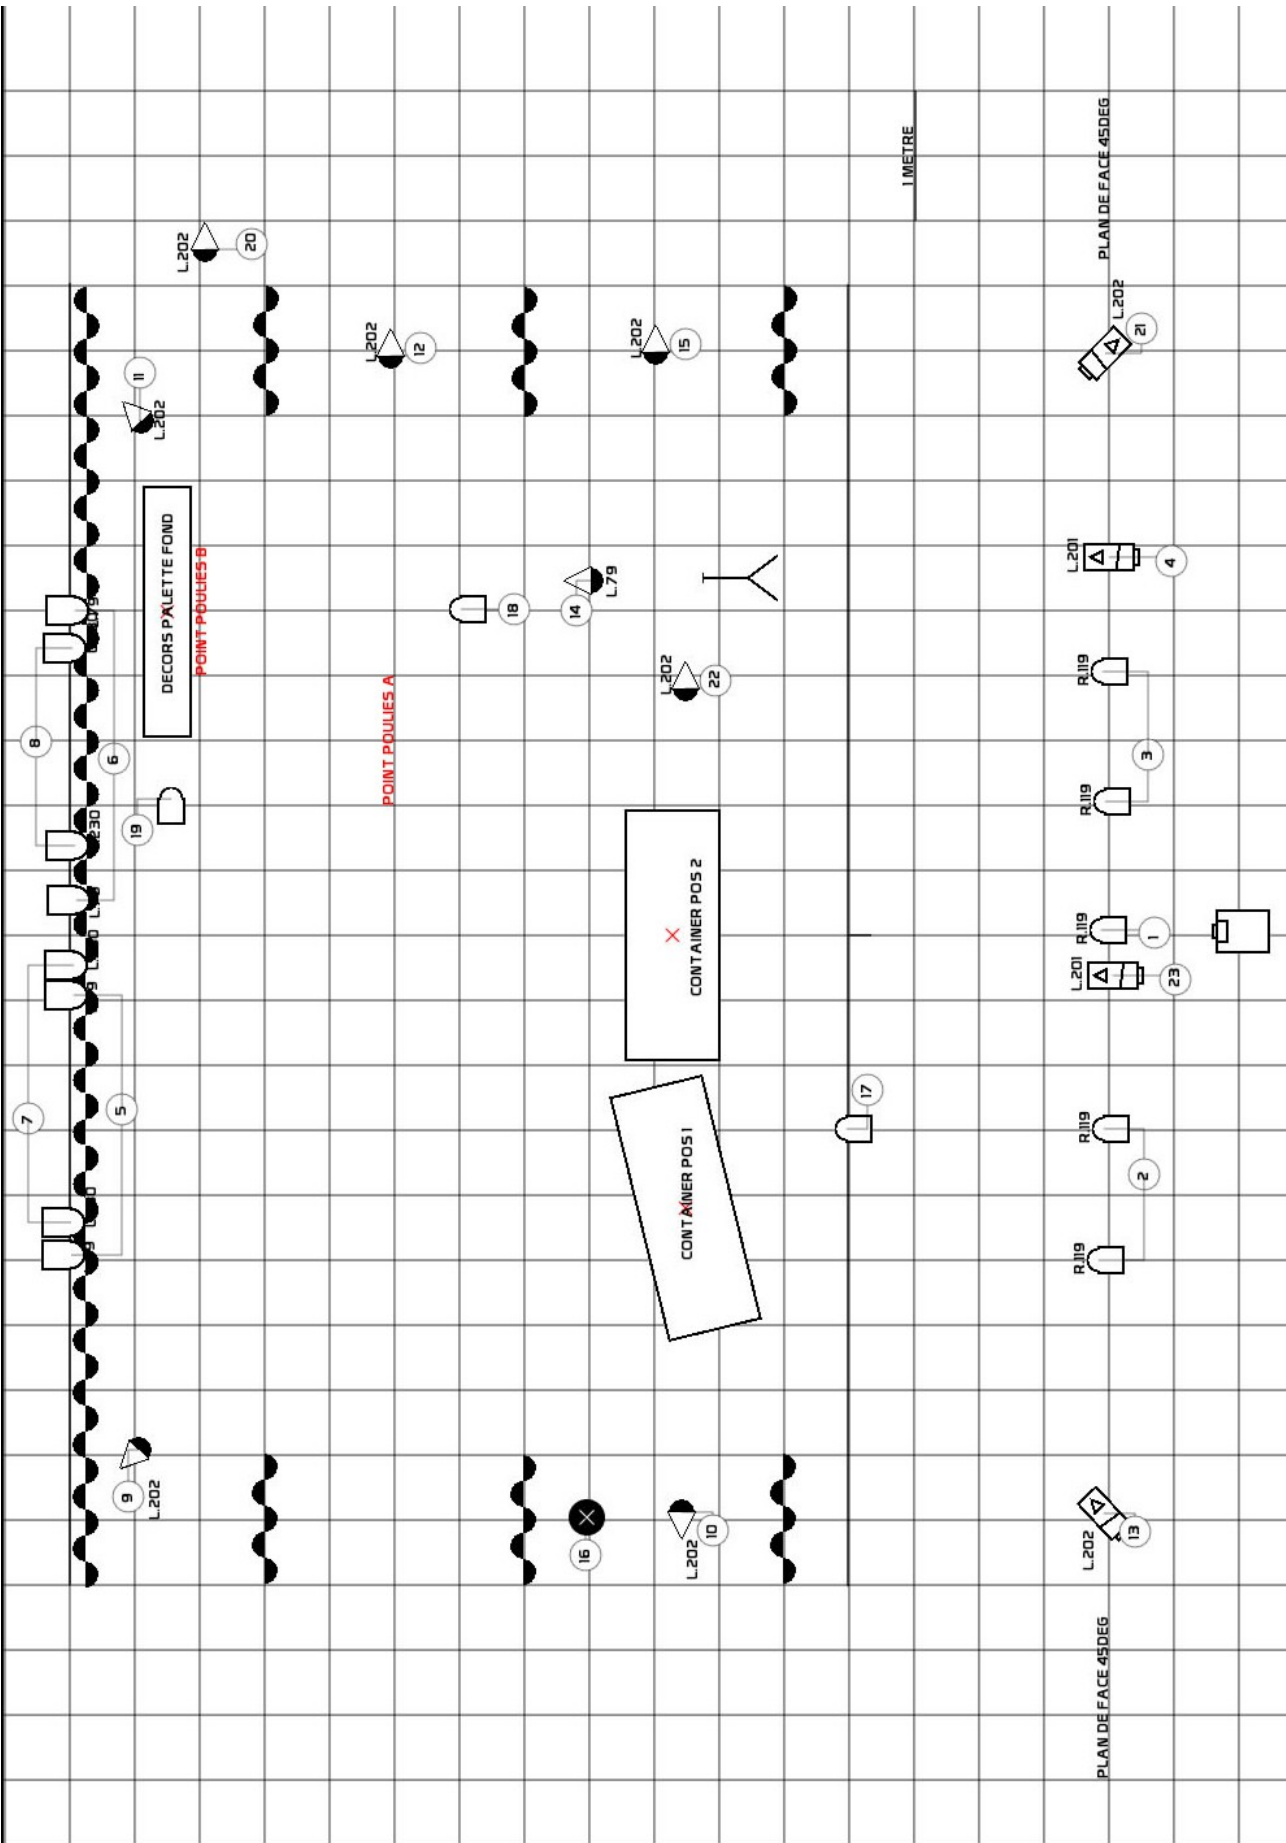 1 METRE
PLAN DE FACE 45DEG
L.202
20
L.202
21
11
L.202
L.202
12
L.202
15
DECORS PALETTE FOND
POINT POULIES B
L.201
4
18
14
L.79
R.119
L.202
22
POINT POULIES A
8
6
3
R.119
19
CONTAINER POS 2
R.119
1
L.201
23
17
7
5
R.119
2
CONTAINER POS 1
R.119
9
L.202
16
10
L.202
13
L.202
PLAN DE FACE 45DEG